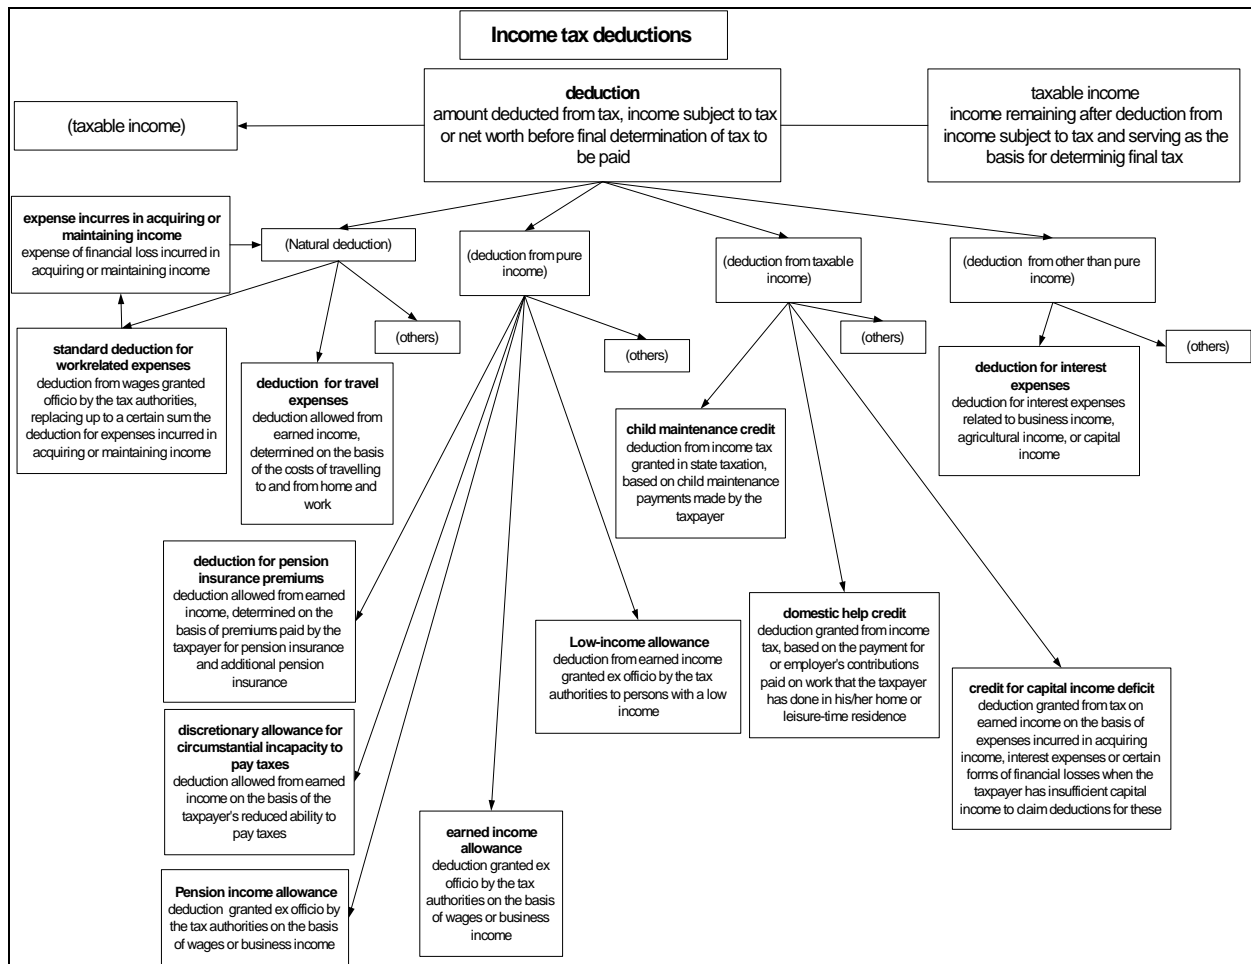 Income tax deductions
deduction
amount deducted from tax, income subject to tax
or net worth before final determination of tax to
be paid
taxable income
income remaining after deduction from
income subject to tax and serving as the
basis for determinig final tax
(taxable income)
expense incurres in acquiring or
maintaining income
expense of financial loss incurred in
acquiring or maintaining income
(Natural deduction)
(deduction from pure
income)
(deduction from taxable
income)
(deduction from other than pure
income)
(others)
(others)
(others)
(others)
standard deduction for
workrelated expenses
deduction from wages granted
officio by the tax authorities,
replacing up to a certain sum the
deduction for expenses incurred in
acquiring or maintaining income
deduction for travel
expenses
deduction allowed from
earned income,
determined on the basis
of the costs of travelling
to and from home and
work
deduction for interest
expenses
deduction for interest expenses
related to business income,
agricultural income, or capital
income
child maintenance credit
deduction from income tax
granted in state taxation,
based on child maintenance
payments made by the
taxpayer
deduction for pension
insurance premiums
deduction allowed from earned
income, determined on the
basis of premiums paid by the
taxpayer for pension insurance
and additional pension
insurance
Low-income allowance
deduction from earned income
granted ex officio by the tax
authorities to persons with a low
income
domestic help credit
deduction granted from income
tax, based on the payment for
or employer's contributions
paid on work that the taxpayer
has done in his/her home or
leisure-time residence
credit for capital income deficit
deduction granted from tax on
earned income on the basis of
expenses incurred in acquiring
income, interest expenses or certain
forms of financial losses when the
taxpayer has insufficient capital
income to claim deductions for these
discretionary allowance for
circumstantial incapacity to
pay taxes
deduction allowed from earned
income on the basis of the
taxpayer's reduced ability to
pay taxes
earned income
allowance
deduction granted ex
officio by the tax
authorities on the basis
of wages or business
income
Pension income allowance
deduction granted ex officio by
the tax authorities on the basis
of wages or business income